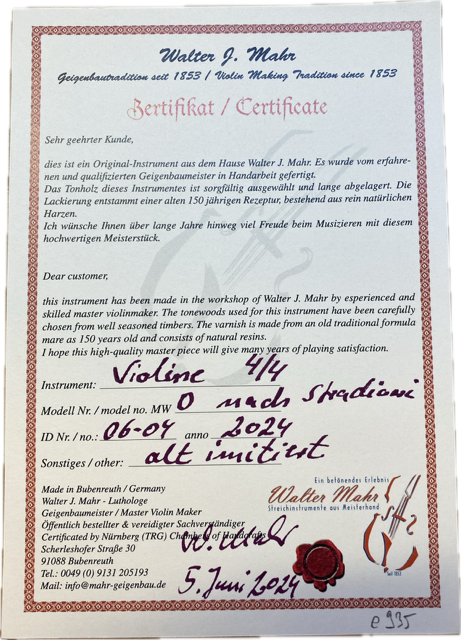 Walter J. Mahr
Geigenbautradition seit 1853 / Violin Making Tradition since 1853
Zertifikat / Certificate
Sehr geehrter Kunde,
dies ist ein Original-Instrument aus dem Hause Walter J. Mahr. Es wurde vom erfahre-
nen und qualifizierten Geigenbaumeister in Handarbeit gefertigt.
Das Tonholz dieses Instrumentes ist sorgfältig ausgewählt und lange abgelagert. Die
Lackierung entstammt einer alten 150 jährigen Rezeptur, bestehend aus rein natürlichen
Harzen.
Ich wünsche Ihnen über lange Jahre hinweg viel Freude beim Musizieren mit diesem
hochwertigen Meisterstück.
Dear customer,
this instrument has been made in the workshop of Walter J. Mahr by esperienced and
skilled master violinmaker. The tonewoods used for this instrument have been carefully
chosen from well seasoned timbers. The varnish is made from an old traditional formula
mare as 150 years old and consists of natural resins.
I hope this high-quality master piece will give many years of playing satisfaction.
Instrument: Violine 4/4
Modell Nr. / model no. MW O nach Stradivari
ID Nr. / no.: 06-04 anno 2024
Sonstiges / other: alt imitiert
Made in Bubenreuth / Germany
Walter J. Mahr - Luthologe
Geigenbaumeister / Master Violin Maker
Öffentlich bestellter & vereidigter Sachverständiger
Certificated by Nürnberg (TRG) Chambers of Handcrafts
Scherleshofer Straße 30
91088 Bubenreuth
Tel.: 0049 (0) 9131 205193
Mail: info@mahr-geigenbau.de
W. Mahr
5. Juni 2024
Ein betönendes Erlebnis
Walter Mahr
Streichinstrumente aus Meisterhand
Seit 1853
e 935